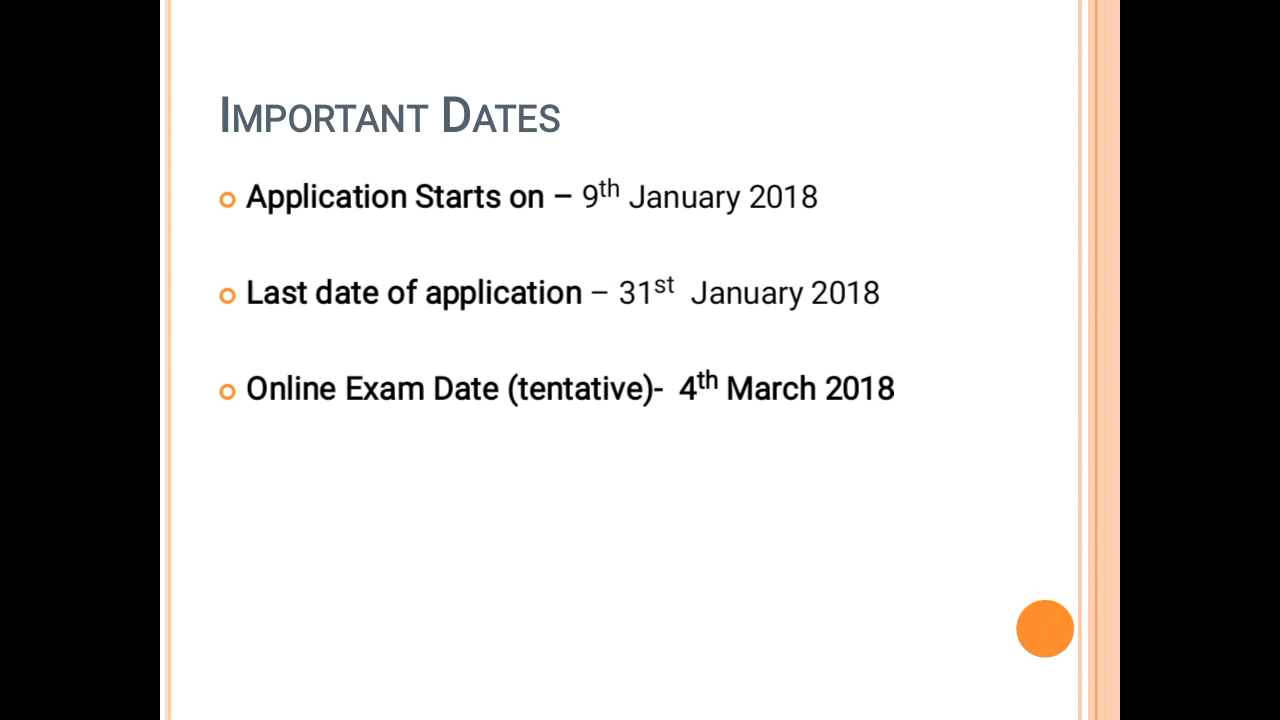 IMPORTANT DATES
Application Starts on – 9th January 2018
Last date of application – 31st January 2018
Online Exam Date (tentative)- 4th March 2018